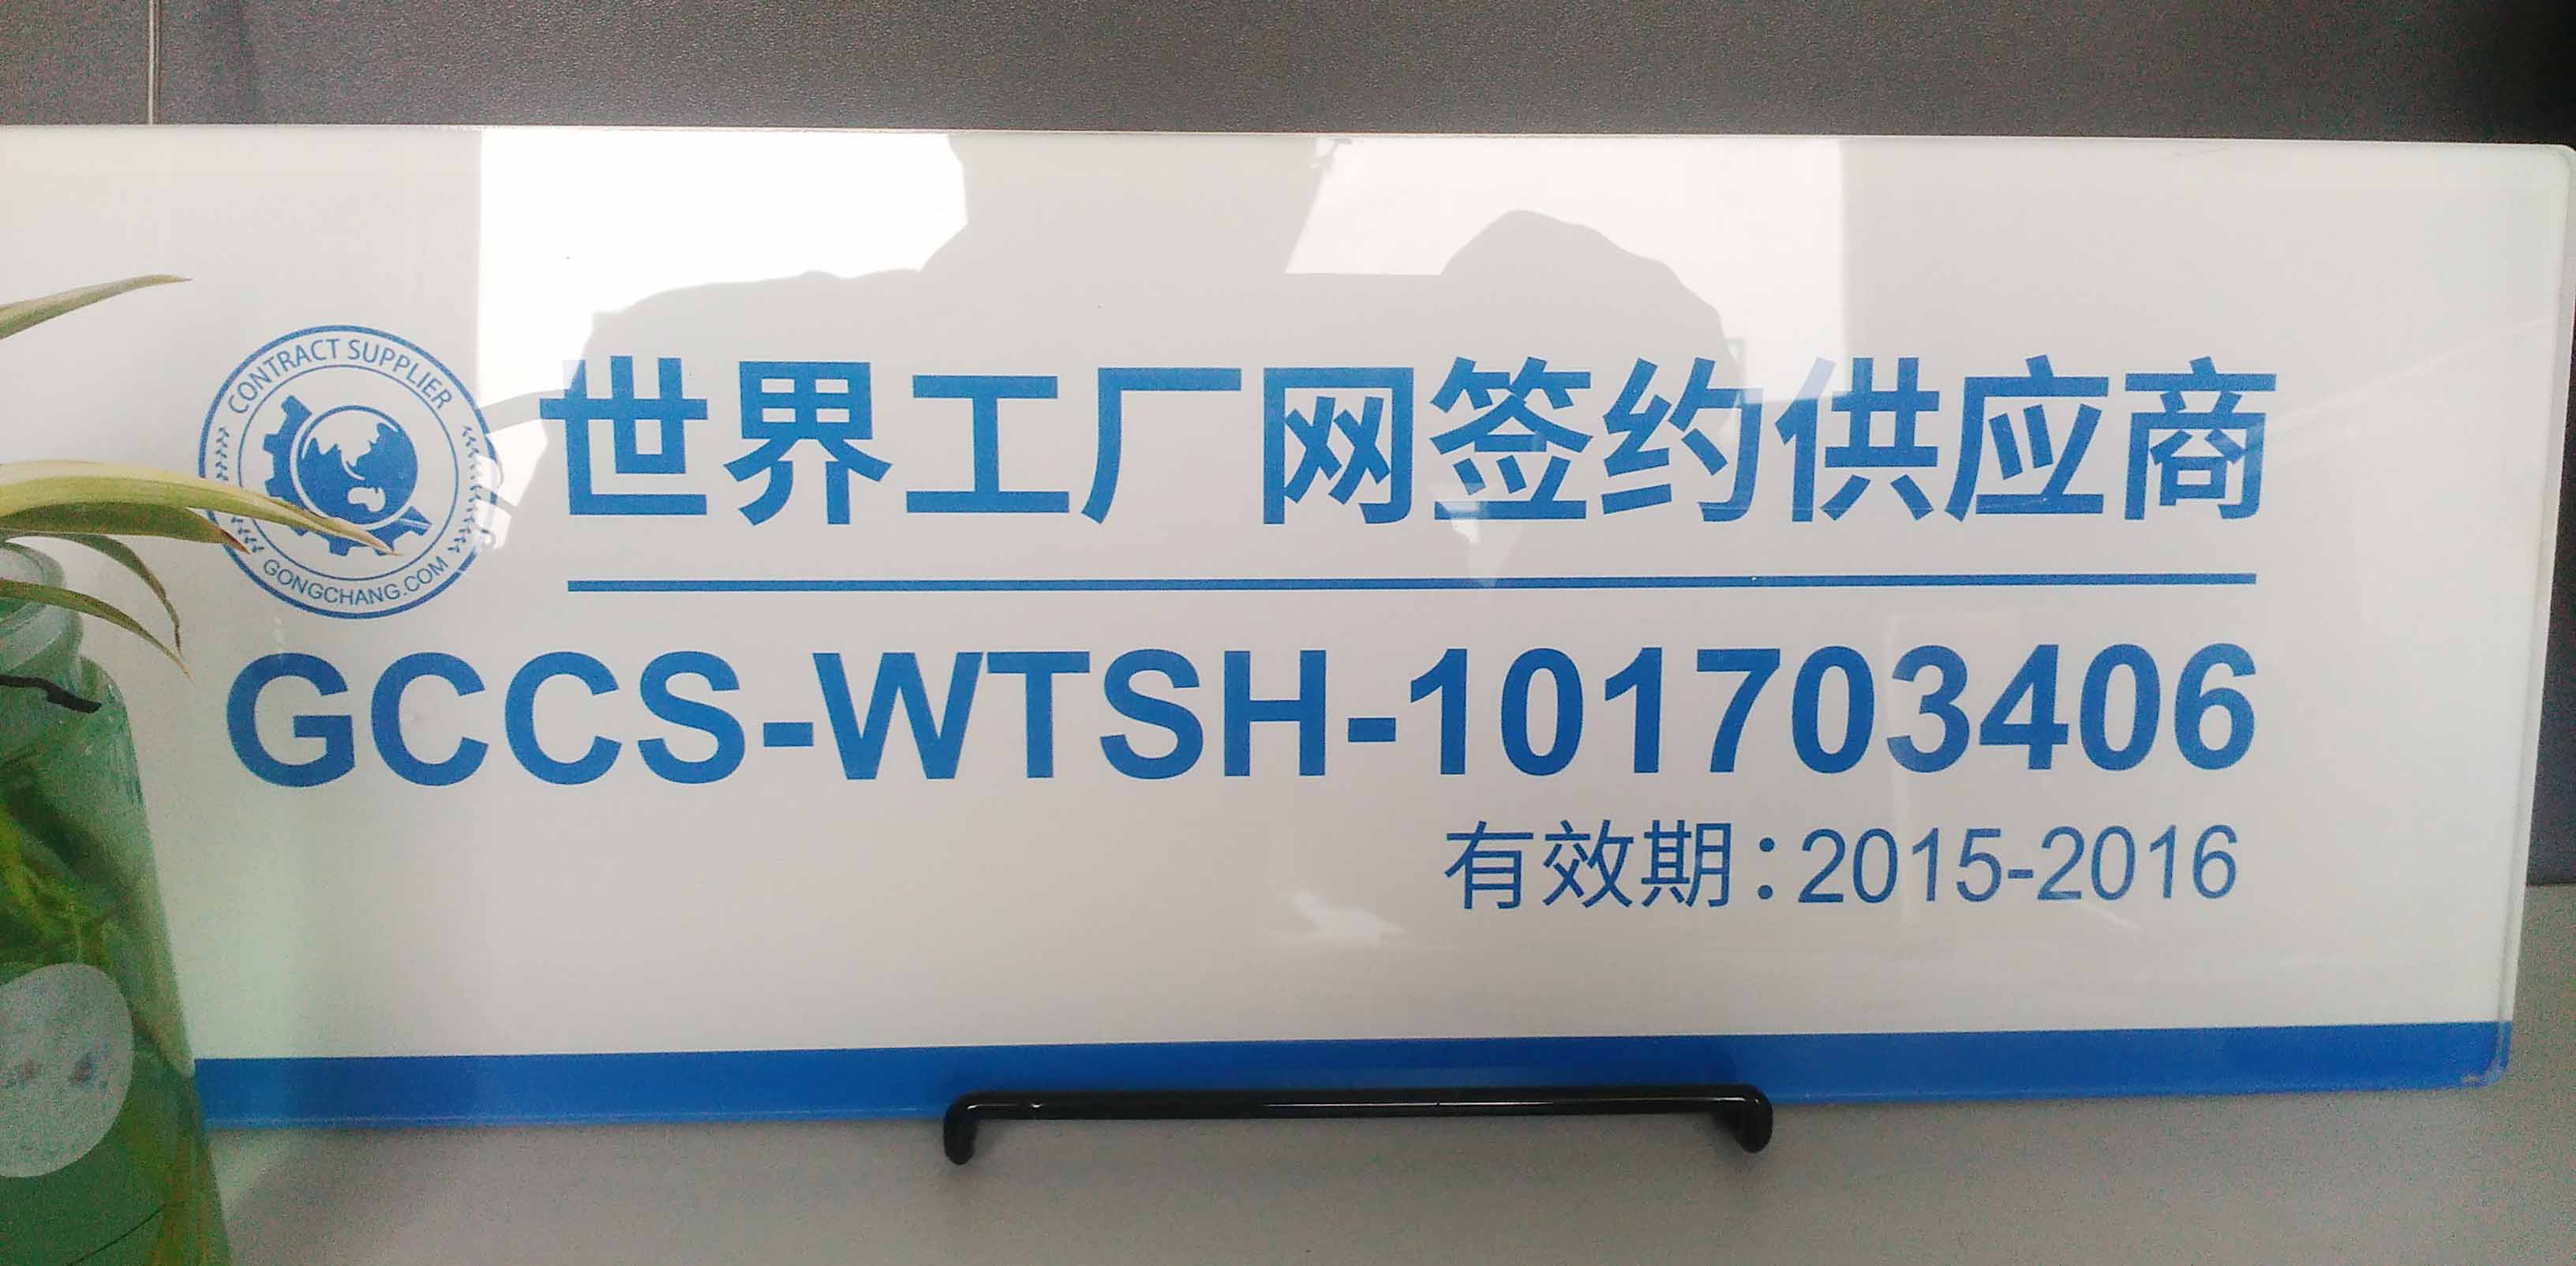 CONTRACT SUPPLIER
GONGCHANG.COM
世界工厂网签约供应商
GCCS-WTSH-101703406
有效期：2015-2016